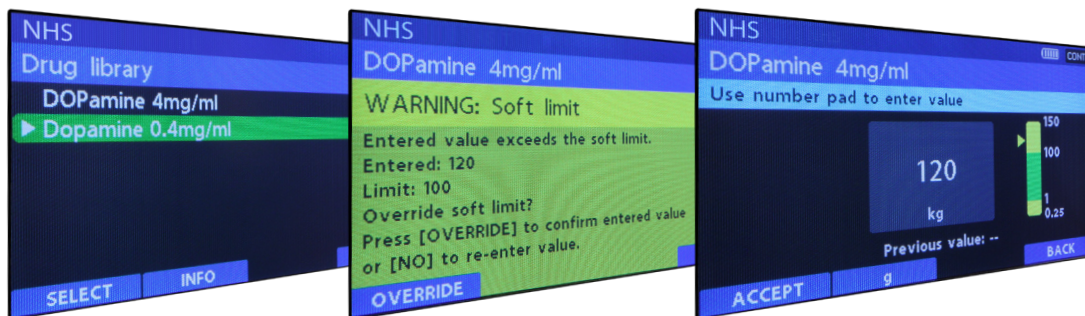 NHS
Drug library
DOPamine 4mg/ml
Dopamine 0.4mg/ml
SELECT
INFO
NHS
DOPamine 4mg/ml
WARNING: Soft limit
Entered value exceeds the soft limit.
Entered: 120
Limit: 100
Override soft limit?
Press [OVERRIDE] to confirm entered value
or [NO] to re-enter value.
OVERRIDE
NHS
CONT
DOPamine 4mg/ml
Use number pad to enter value
150
100
1
0.25
120
kg
Previous value: --
ACCEPT
g
BACK